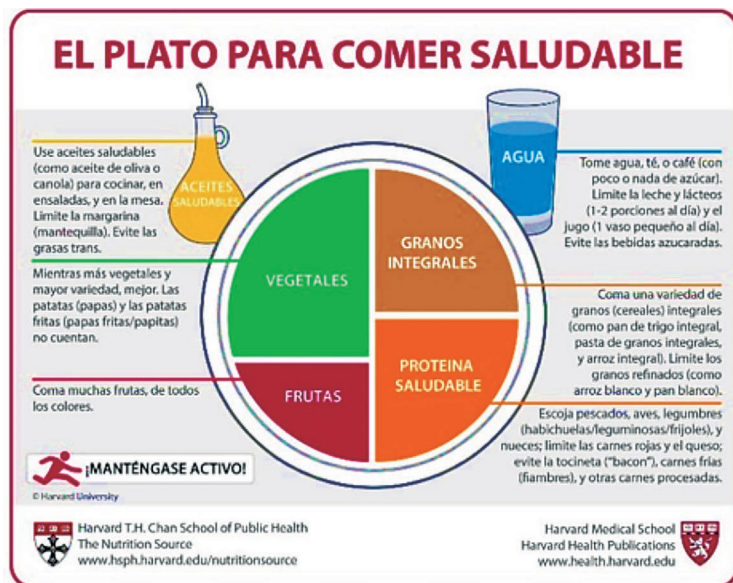 EL PLATO PARA COMER SALUDABLE
Use aceites saludables
(como aceite de oliva o
canola) para cocinar, en
ensaladas, y en la mesa.
Limite la margarina
(mantequilla). Evite las
grasas trans.
ACEITES
SALUDABLES
AGUA
Tome agua, té, o café (con
poco o nada de azúcar).
Limite la leche y lácteos
(1-2 porciones al día) y el
jugo (1 vaso pequeño al día).
Evite las bebidas azucaradas.
Mientras más vegetales y
mayor variedad, mejor. Las
patatas (papas) y las patatas
fritas (papas fritas/papitas)
no cuentan.
VEGETALES
GRANOS
INTEGRALES
Coma una variedad de
granos (cereales) integrales
(como pan de trigo integral,
pasta de granos integrales,
y arroz integral). Limite los
granos refinados (como
arroz blanco y pan blanco).
Coma muchas frutas, de todos
los colores.
FRUTAS
PROTEINA
SALUDABLE
Escoja pescados, aves, legumbres
(habichuelas/leguminosas/frijoles), y
nueces; limite las carnes rojas y el queso;
evite la tocineta ("bacon"), carnes frías
(fiambres), y otras carnes procesadas.
¡MANTÉNGASE ACTIVO!
© Harvard University
Harvard T.H. Chan School of Public Health
The Nutrition Source
www.hsph.harvard.edu/nutritionsource
Harvard Medical School
Harvard Health Publications
www.health.harvard.edu